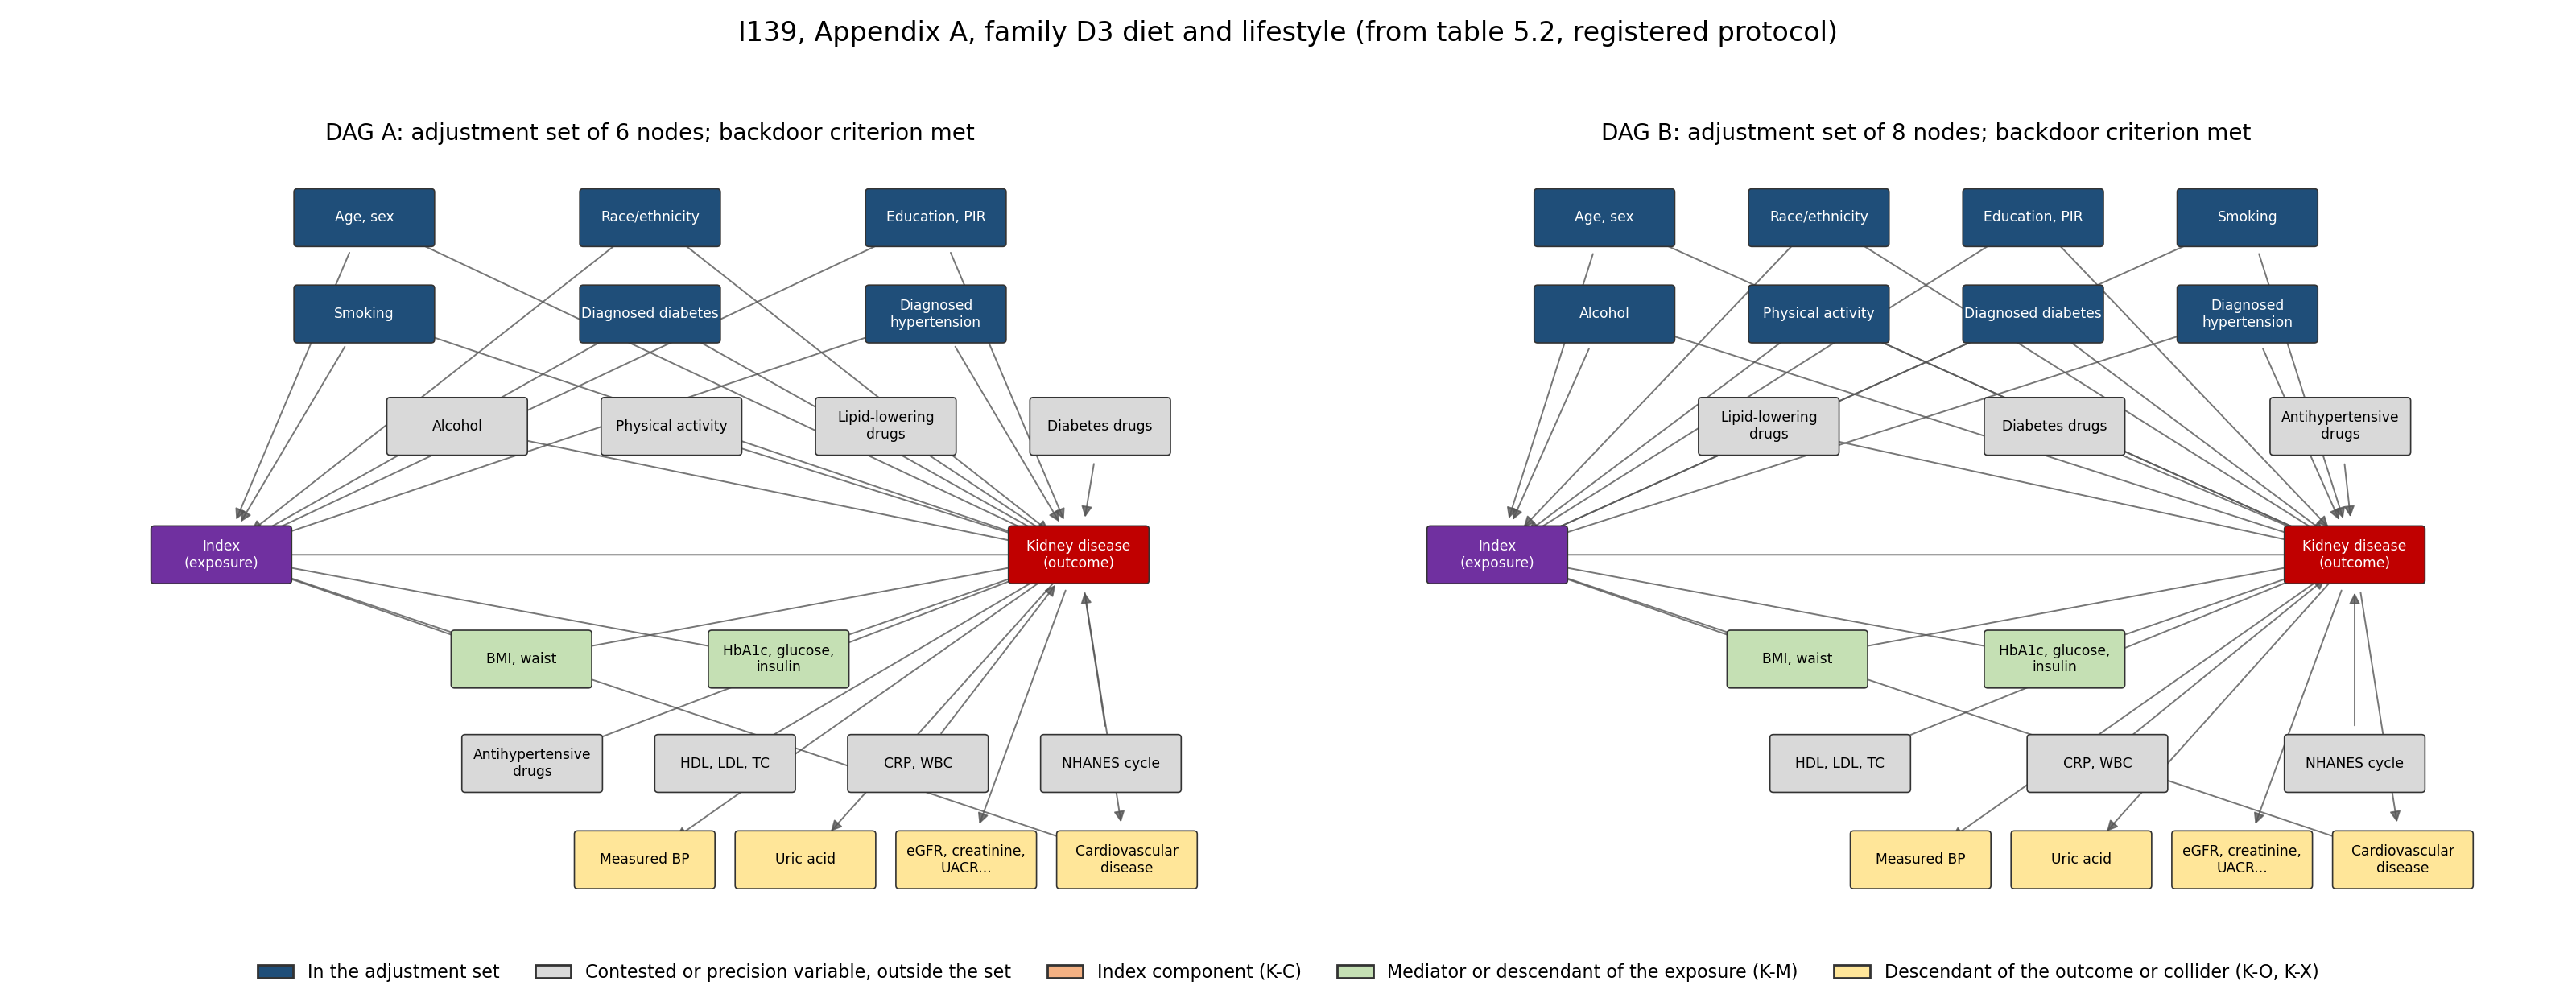 I139, Appendix A, family D3 diet and lifestyle (from table 5.2, registered protocol)
DAG A: adjustment set of 6 nodes; backdoor criterion met
Age, sex
Race/ethnicity
Education, PIR
Smoking
Diagnosed diabetes
Diagnosed
hypertension
Alcohol
Physical activity
Lipid-lowering
drugs
Diabetes drugs
Index
(exposure)
Kidney disease
(outcome)
BMI, waist
HbA1c, glucose,
insulin
Antihypertensive
drugs
HDL, LDL, TC
CRP, WBC
NHANES cycle
Measured BP
Uric acid
eGFR, creatinine,
UACR...
Cardiovascular
disease
DAG B: adjustment set of 8 nodes; backdoor criterion met
Age, sex
Race/ethnicity
Education, PIR
Smoking
Alcohol
Physical activity
Diagnosed diabetes
Diagnosed
hypertension
Lipid-lowering
drugs
Diabetes drugs
Antihypertensive
drugs
Index
(exposure)
Kidney disease
(outcome)
BMI, waist
HbA1c, glucose,
insulin
HDL, LDL, TC
CRP, WBC
NHANES cycle
Measured BP
Uric acid
eGFR, creatinine,
UACR...
Cardiovascular
disease
In the adjustment set
Contested or precision variable, outside the set
Index component (K-C)
Mediator or descendant of the exposure (K-M)
Descendant of the outcome or collider (K-O, K-X)